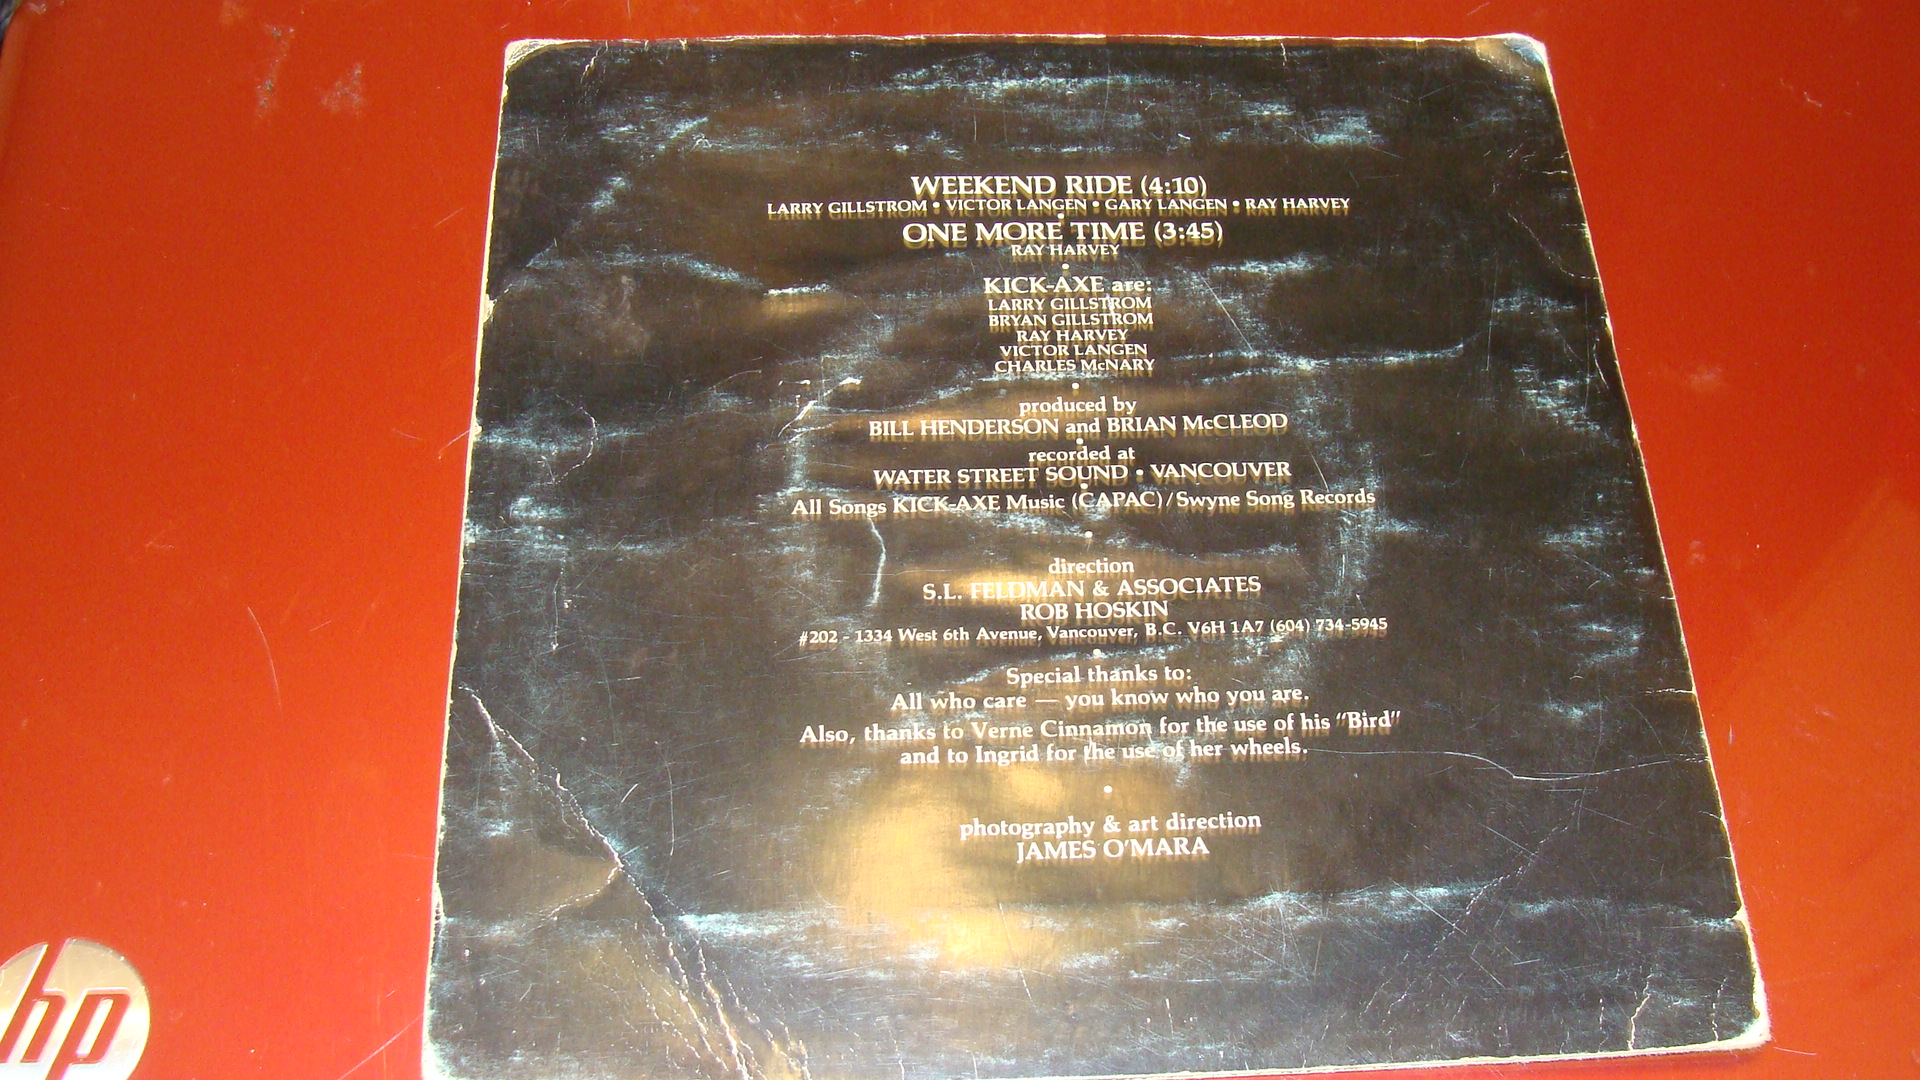 WEEKEND RIDE (4:10)
LARRY GILLSTROM • VICTOR LANGEN • GARY LANGEN • RAY HARVEY
•
ONE MORE TIME (3:45)
RAY HARVEY
•
KICK-AXE are:
LARRY GILLSTROM
BRYAN GILLSTROM
RAY HARVEY
VICTOR LANGEN
CHARLES McNARY
•
produced by
BILL HENDERSON and BRIAN McCLEOD
•
recorded at
WATER STREET SOUND • VANCOUVER
•
All Songs KICK-AXE Music (CAPAC)/Swyne Song Records
•
direction
S.L. FELDMAN & ASSOCIATES
ROB HOSKIN
#202 - 1334 West 6th Avenue, Vancouver, B.C. V6H 1A7 (604) 734-5945
•
Special thanks to:
All who care — you know who you are.
Also, thanks to Verne Cinnamon for the use of his "Bird"
and to Ingrid for the use of her wheels.
•
photography & art direction
JAMES O'MARA
hp